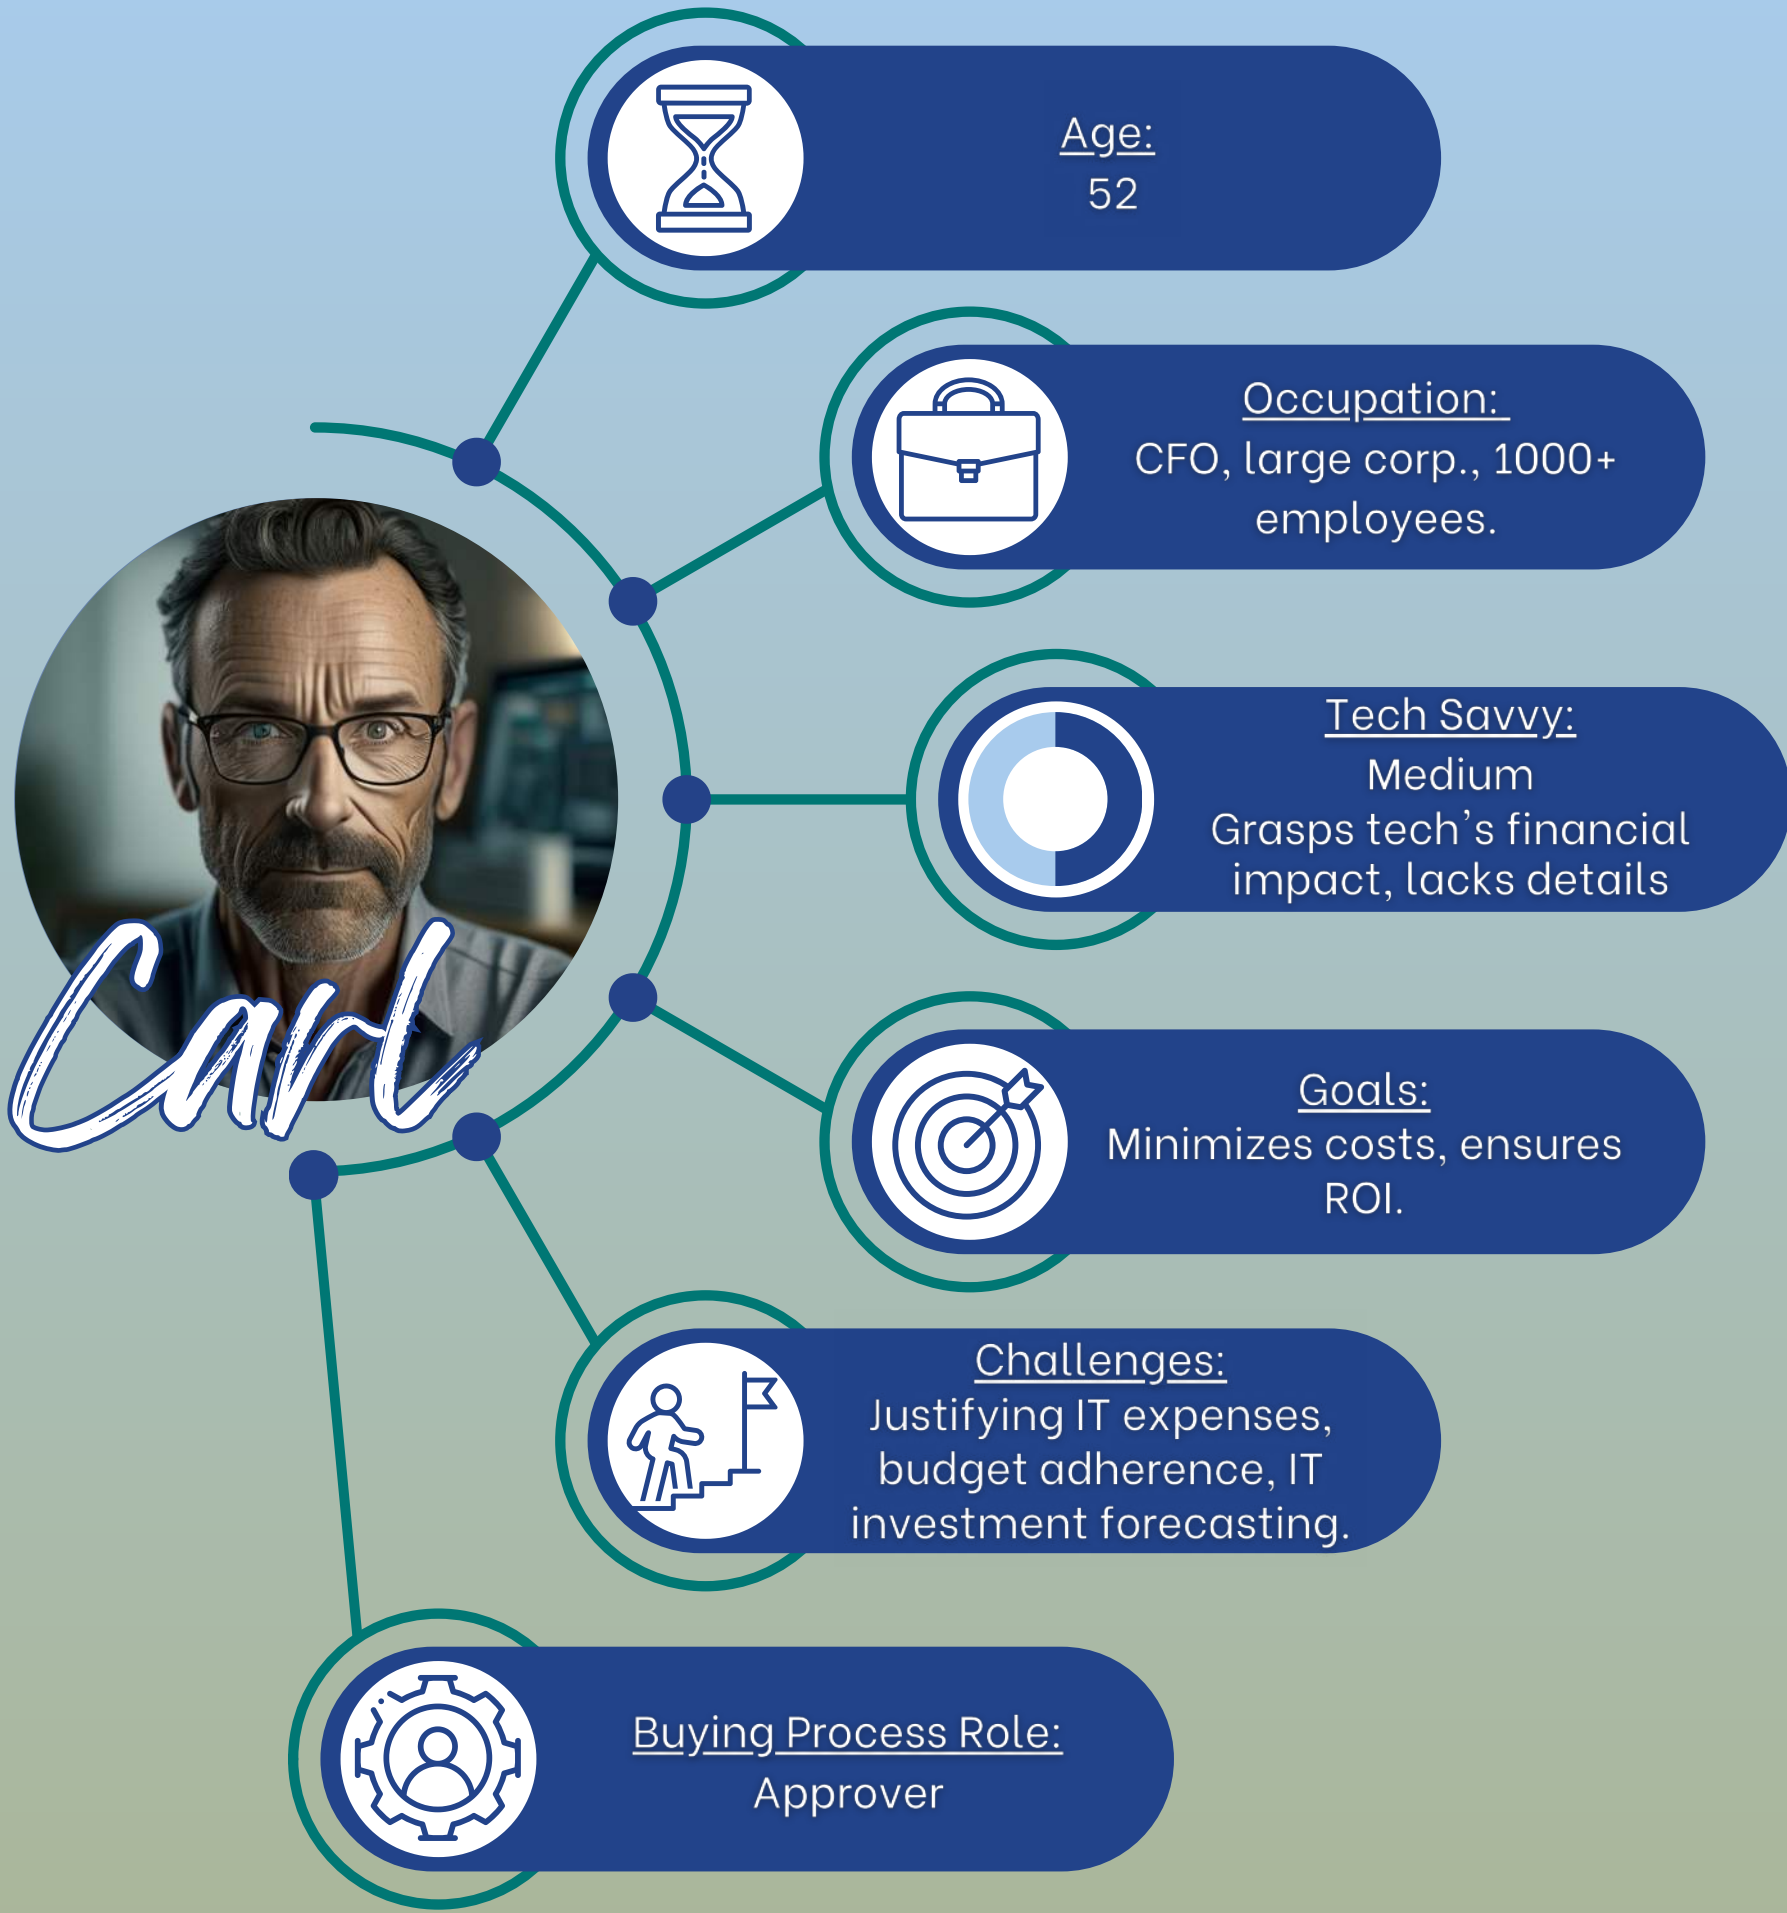 Age:
52
Occupation:
CFO, large corp., 1000+
employees.
Tech Savvy:
Medium
Grasps tech's financial
impact, lacks details
Carl
Goals:
Minimizes costs, ensures
ROI.
Challenges:
Justifying IT expenses,
budget adherence, IT
investment forecasting.
Buying Process Role:
Approver